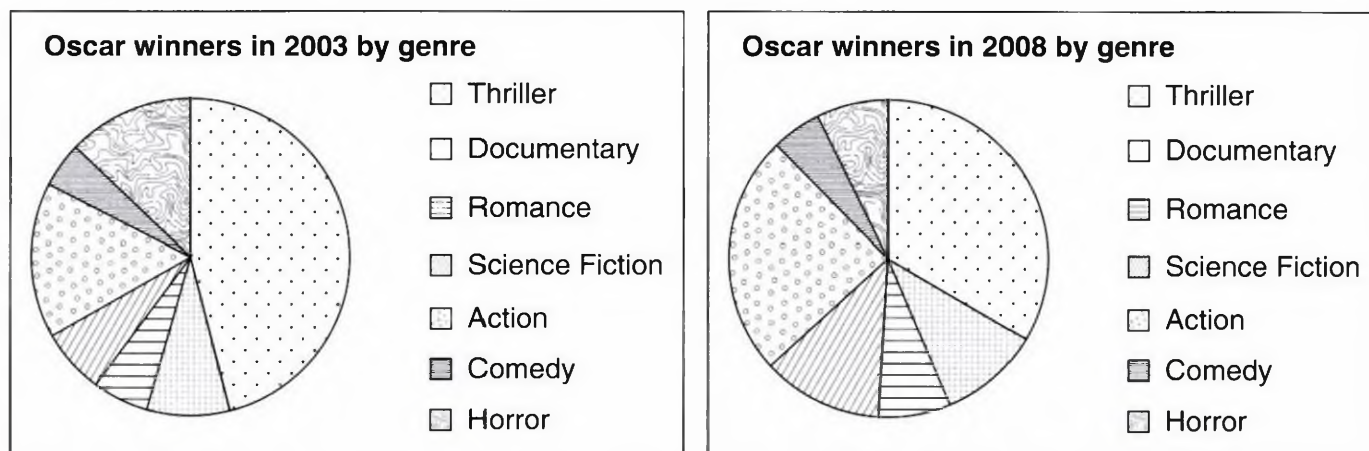 Oscar winners in 2003 by genre
Thriller
Documentary
Romance
Science Fiction
Action
Comedy
Horror
Oscar winners in 2008 by genre
Thriller
Documentary
Romance
Science Fiction
Action
Comedy
Horror